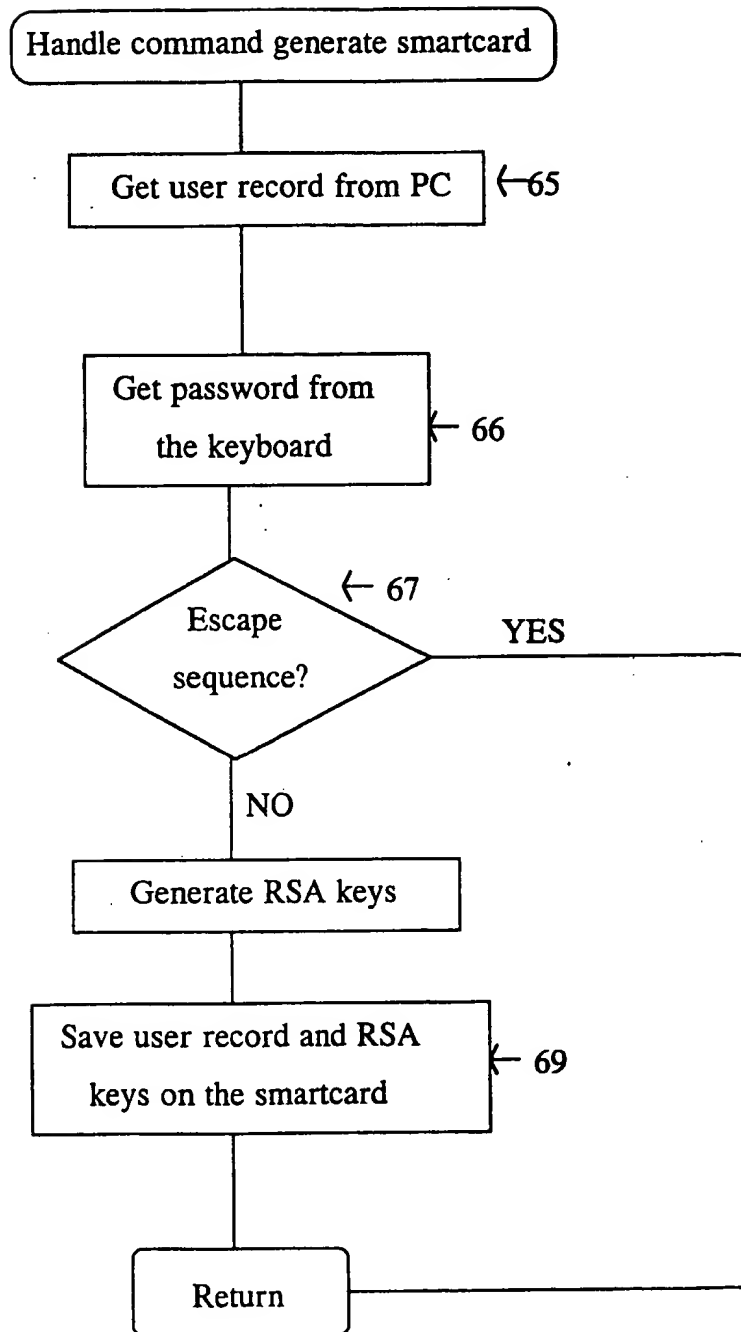 Handle command generate smartcard
Get user record from PC
←65
Get password from
the keyboard
← 66
← 67
Escape
sequence?
YES
NO
Generate RSA keys
Save user record and RSA
keys on the smartcard
← 69
Return